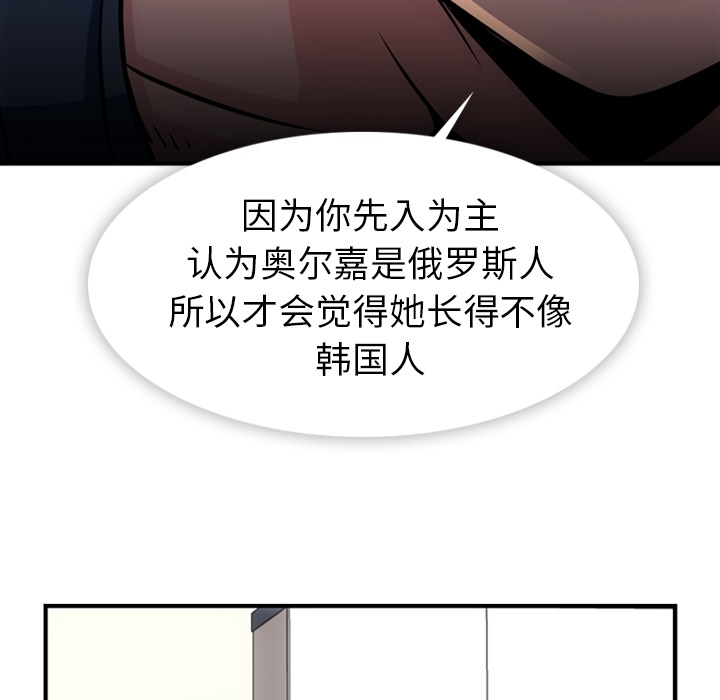 因为你先入为主
认为奥尔嘉是俄罗斯人
所以才会觉得她长得不像
韩国人